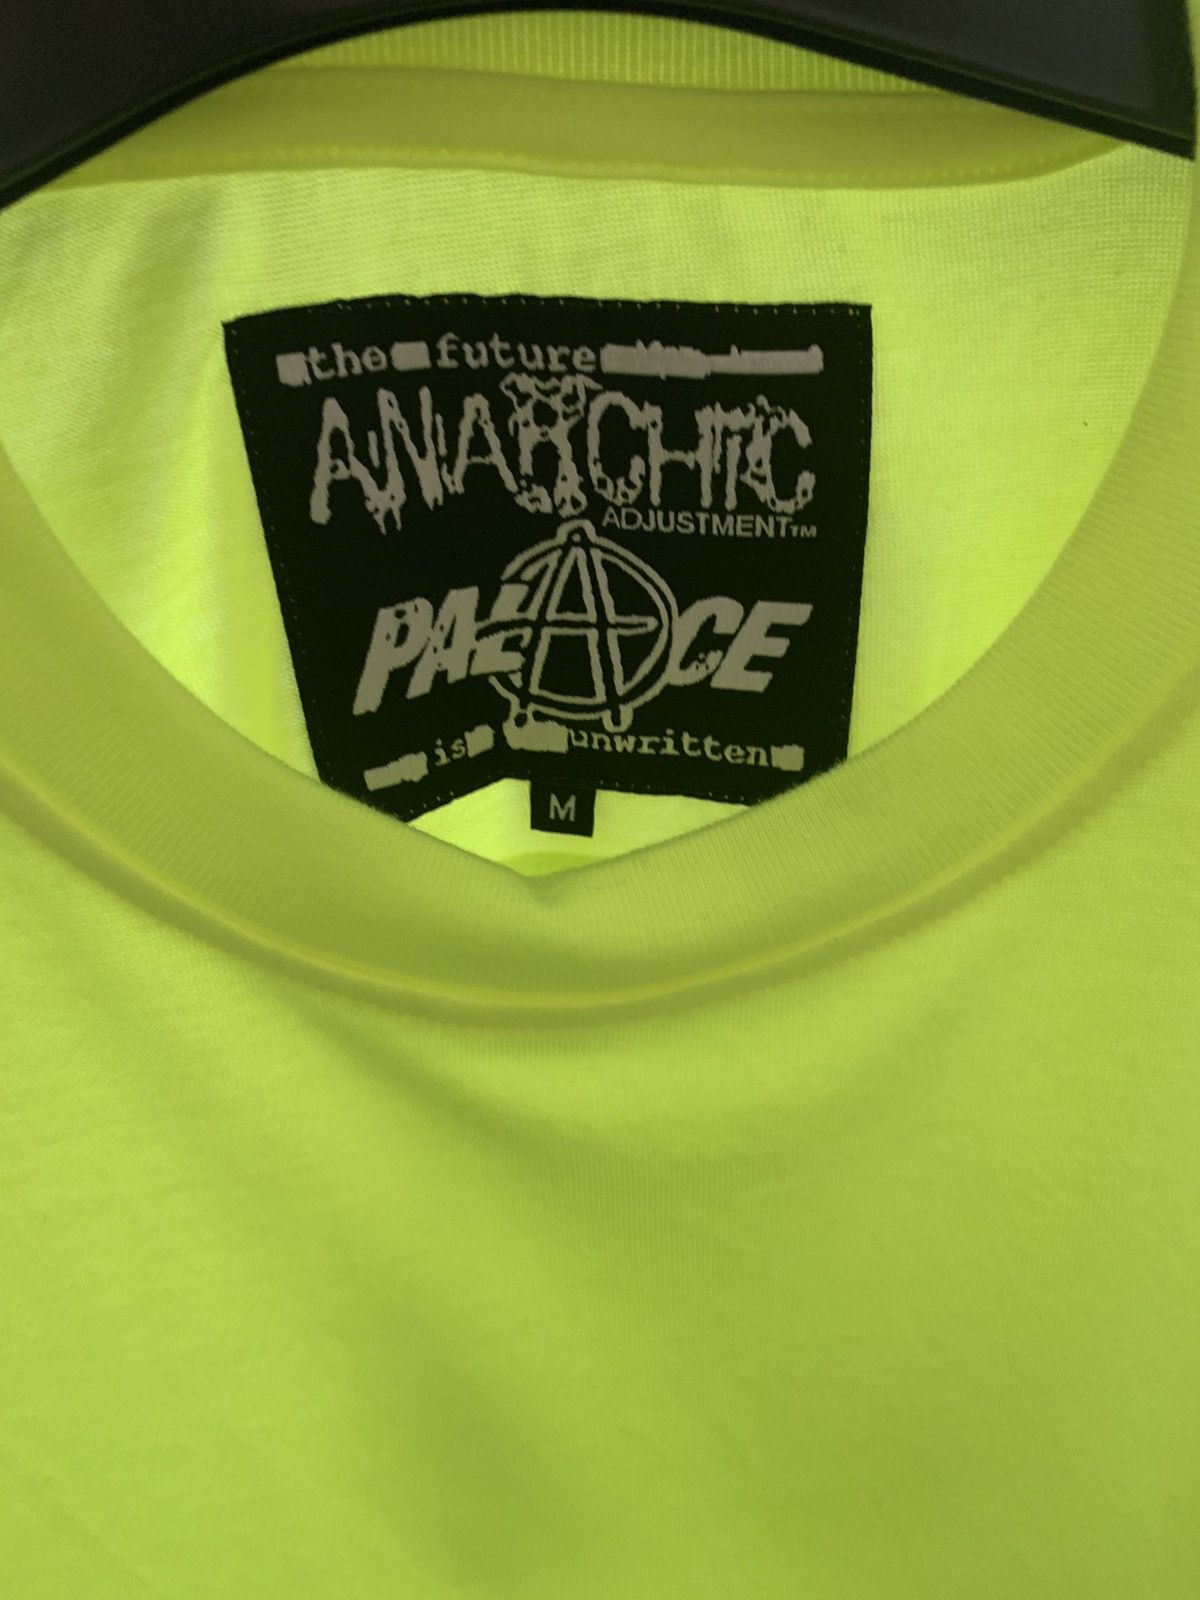 the future
ANARCHIC
ADJUSTMENT™
PALACE
is unwritten
M